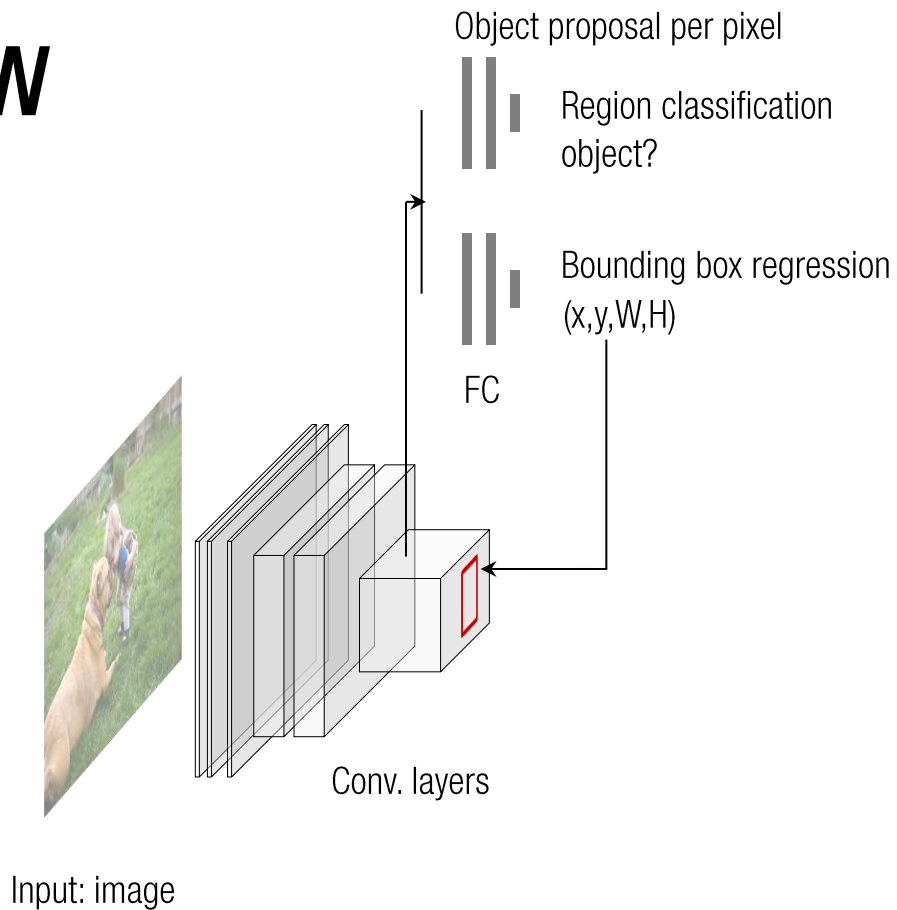 Object proposal per pixel
W
Region classification
object?
Bounding box regression
(x,y,W,H)
FC
Conv. layers
Input: image